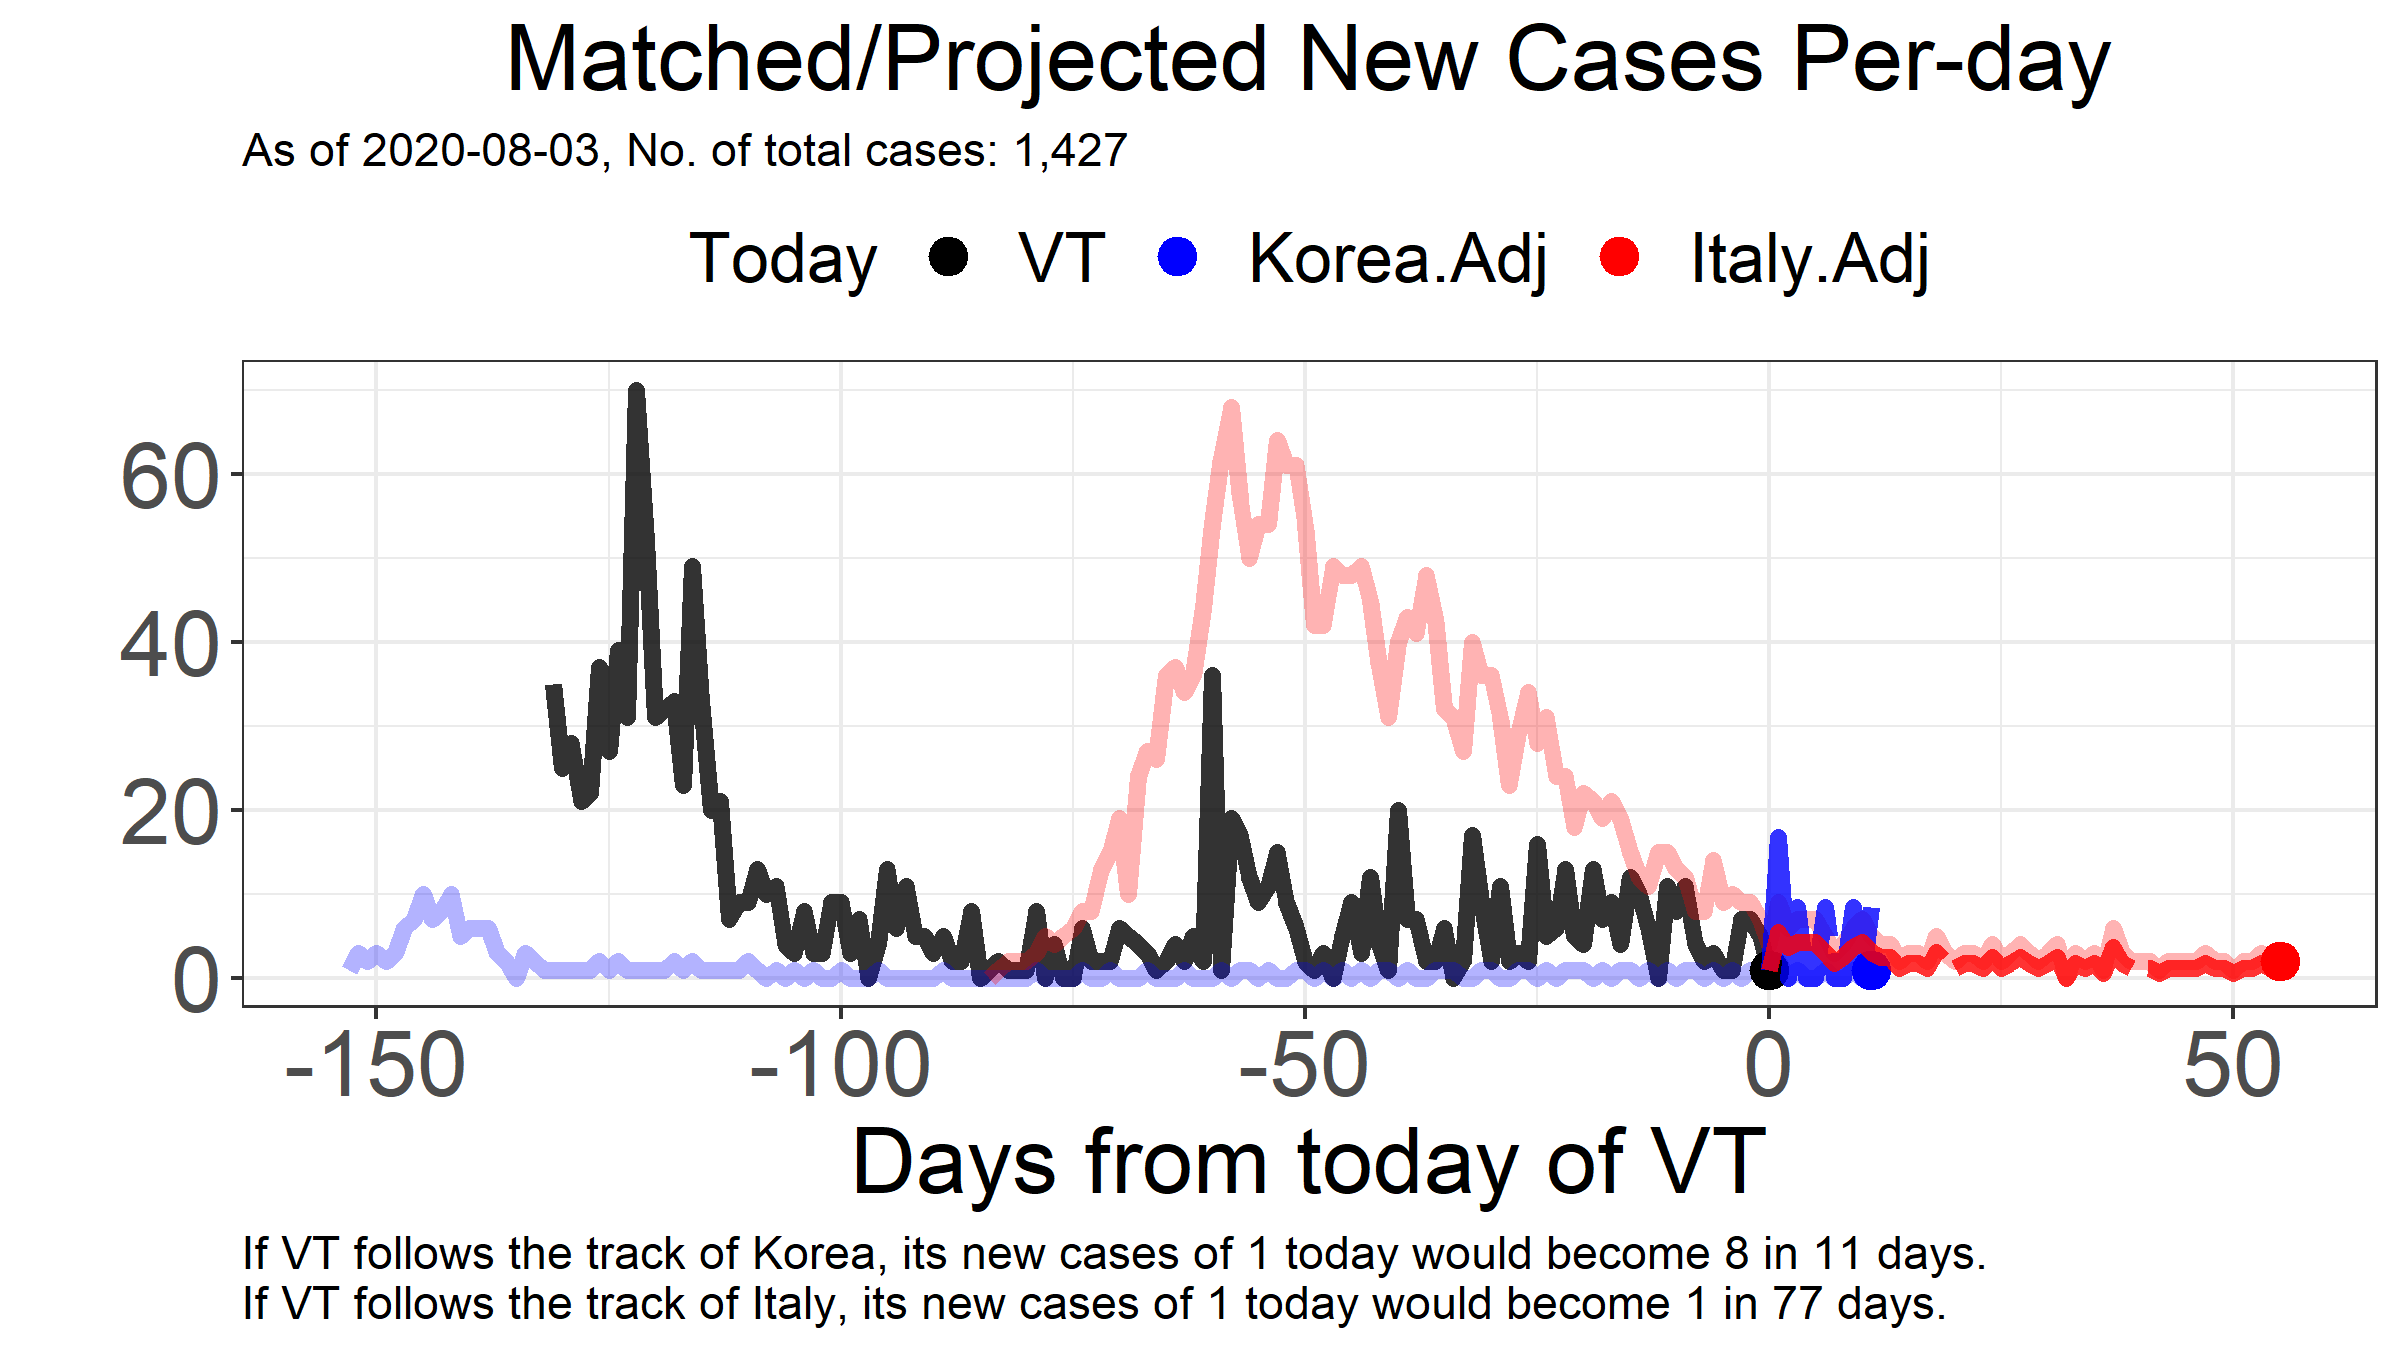 Matched/Projected New Cases Per-day
As of 2020-08-03, No. of total cases: 1,427
Today VT Korea.Adj Italy.Adj
60
40
20
0
-150 -100 -50 0 50
Days from today of VT
If VT follows the track of Korea, its new cases of 1 today would become 8 in 11 days.
If VT follows the track of Italy, its new cases of 1 today would become 1 in 77 days.